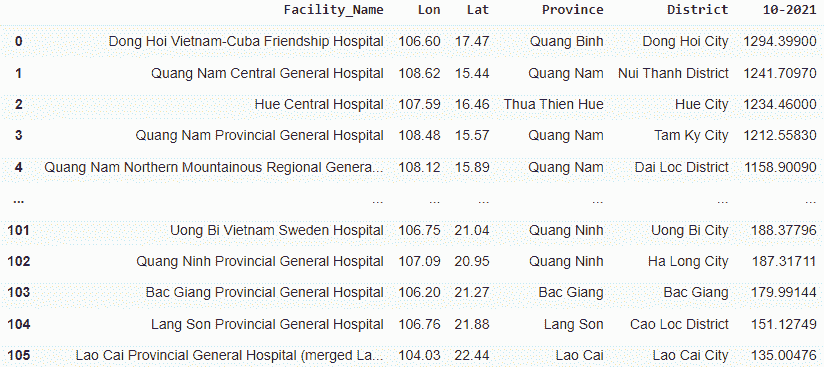 Facility_Name Lon Lat Province District 10-2021
0 Dong Hoi Vietnam-Cuba Friendship Hospital 106.60 17.47 Quang Binh Dong Hoi City 1294.39900
1 Quang Nam Central General Hospital 108.62 15.44 Quang Nam Nui Thanh District 1241.70970
2 Hue Central Hospital 107.59 16.46 Thua Thien Hue Hue City 1234.46000
3 Quang Nam Provincial General Hospital 108.48 15.57 Quang Nam Tam Ky City 1212.55830
4 Quang Nam Northern Mountainous Regional Genera... 108.12 15.89 Quang Nam Dai Loc District 1158.90090
... ... ... ... ... ... ...
101 Uong Bi Vietnam Sweden Hospital 106.75 21.04 Quang Ninh Uong Bi City 188.37796
102 Quang Ninh Provincial General Hospital 107.09 20.95 Quang Ninh Ha Long City 187.31711
103 Bac Giang Provincial General Hospital 106.20 21.27 Bac Giang Bac Giang 179.99144
104 Lang Son Provincial General Hospital 106.76 21.88 Lang Son Cao Loc District 151.12749
105 Lao Cai Provincial General Hospital (merged La... 104.03 22.44 Lao Cai Lao Cai City 135.00476